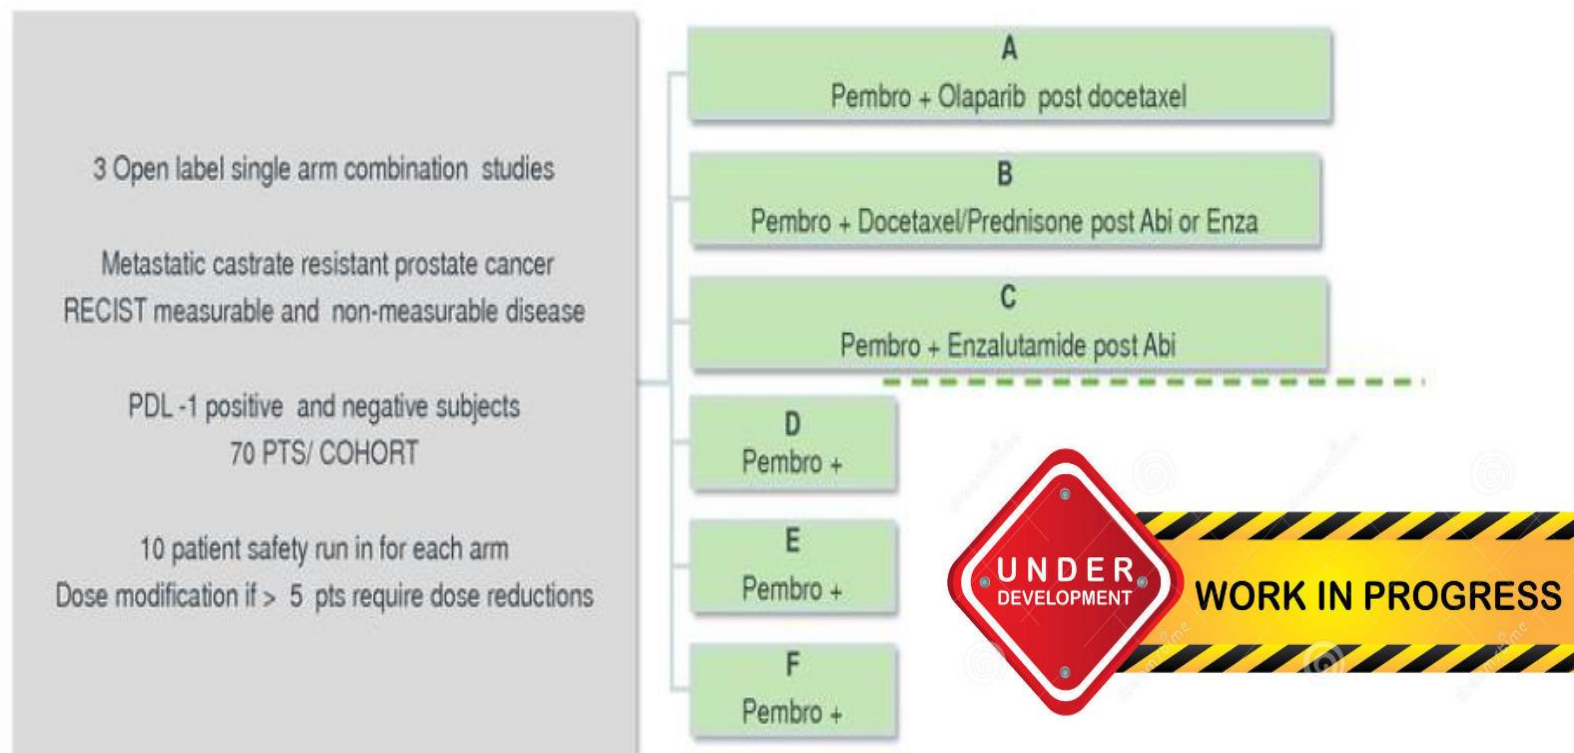 3 Open label single arm combination studies
Metastatic castrate resistant prostate cancer
RECIST measurable and non-measurable disease
PDL -1 positive and negative subjects
70 PTS/ COHORT
10 patient safety run in for each arm
Dose modification if > 5 pts require dose reductions
A
Pembro + Olaparib post docetaxel
B
Pembro + Docetaxel/Prednisone post Abi or Enza
C
Pembro + Enzalutamide post Abi
D
Pembro +
E
Pembro +
F
Pembro +
UNDER
DEVELOPMENT
WORK IN PROGRESS